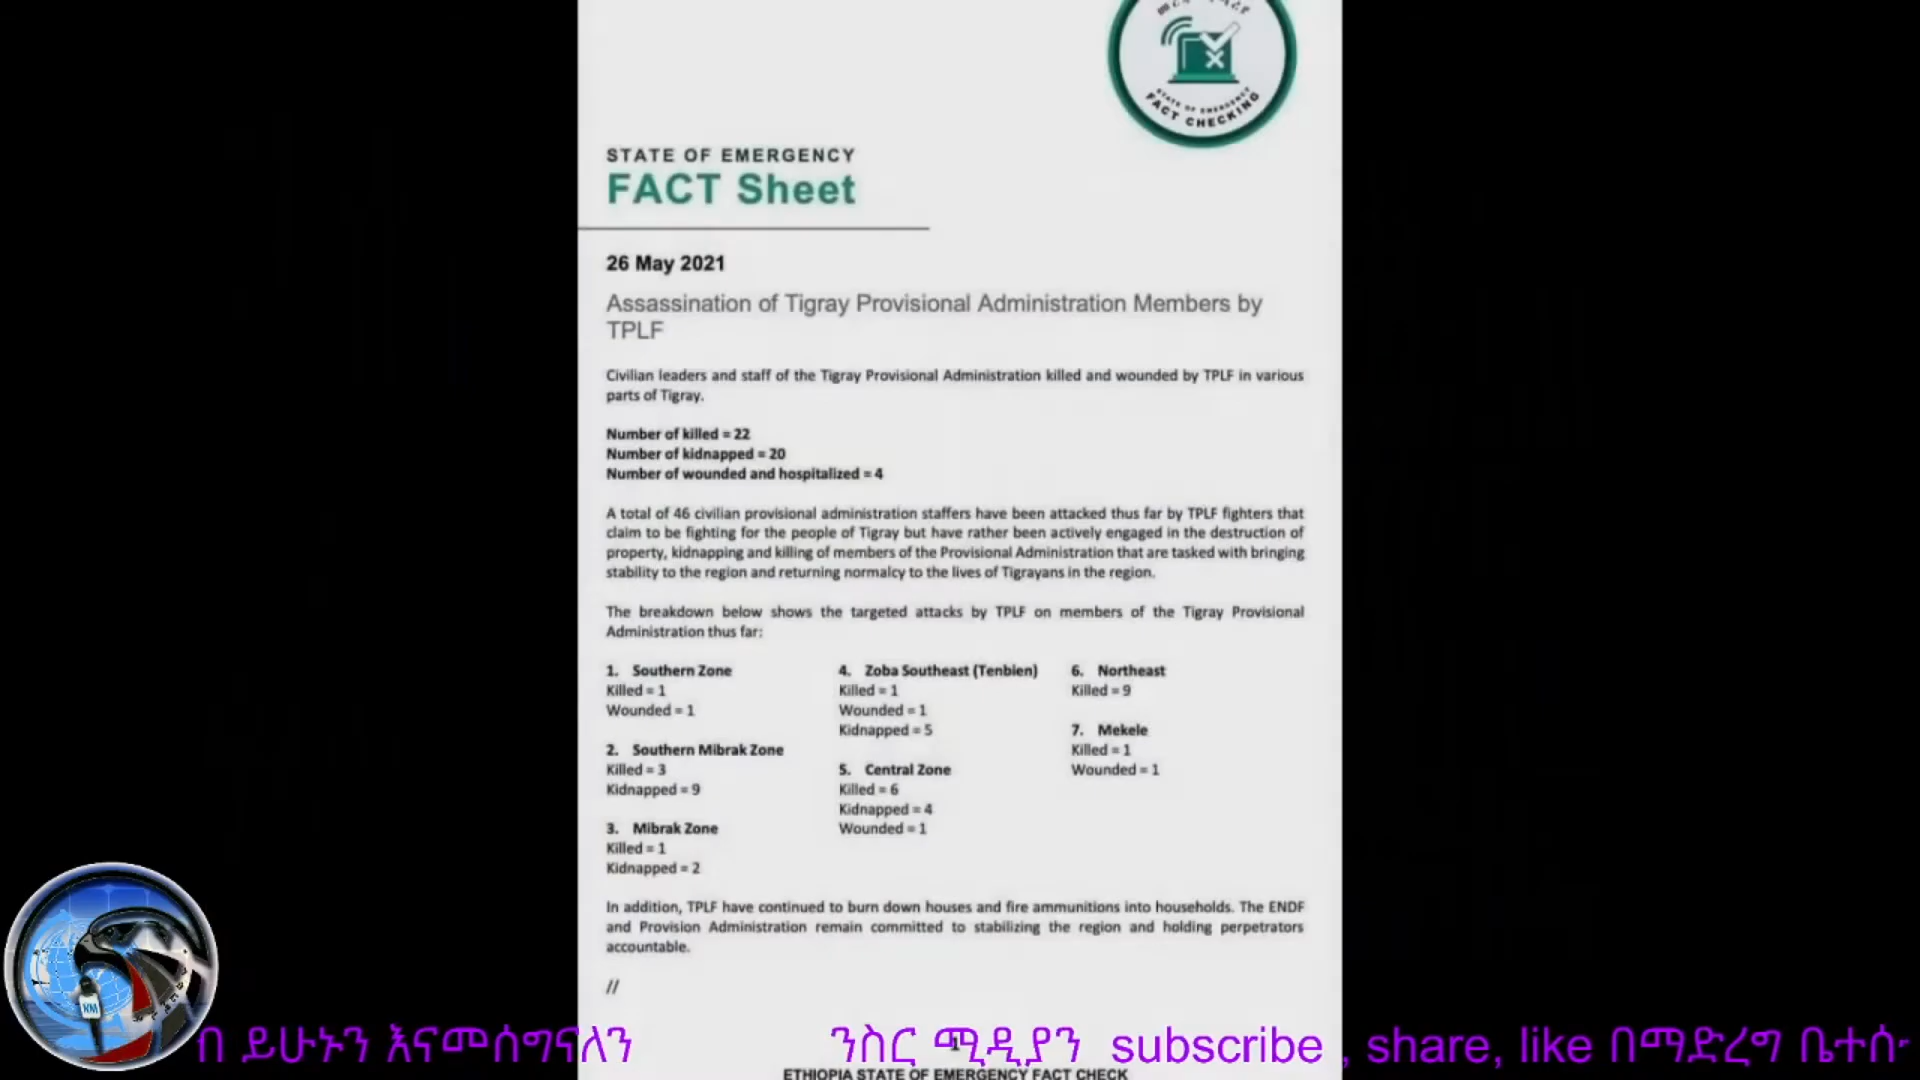 STATE OF EMERGENCY
FACT CHECKING
STATE OF EMERGENCY
FACT Sheet
26 May 2021
Assassination of Tigray Provisional Administration Members by
TPLF
Civilian leaders and staff of the Tigray Provisional Administration killed and wounded by TPLF in various
parts of Tigray.
Number of killed = 22
Number of kidnapped = 20
Number of wounded and hospitalized = 4
A total of 46 civilian provisional administration staffers have been attacked thus far by TPLF fighters that
claim to be fighting for the people of Tigray but have rather been actively engaged in the destruction of
property, kidnapping and killing of members of the Provisional Administration that are tasked with bringing
stability to the region and returning normalcy to the lives of Tigrayans in the region.
The breakdown below shows the targeted attacks by TPLF on members of the Tigray Provisional
Administration thus far:
1. Southern Zone
Killed = 1
Wounded = 1
2. Southern Mibrak Zone
Killed = 3
Kidnapped = 9
3. Mibrak Zone
Killed = 1
Kidnapped = 2
4. Zoba Southeast (Tenbien)
Killed = 1
Wounded = 1
Kidnapped = 5
5. Central Zone
Killed = 6
Kidnapped = 4
Wounded = 1
6. Northeast
Killed = 9
7. Mekele
Killed = 1
Wounded = 1
In addition, TPLF have continued to burn down houses and fire ammunitions into households. The ENDF
and Provision Administration remain committed to stabilizing the region and holding perpetrators
accountable.
//
NM
ብ ይሁኑን እናመሰግናለን ንስር ሚዲያን subscribe , share, like በማድረግ ቤተሰ
1
ETHIOPIA STATE OF EMERGENCY FACT CHECK